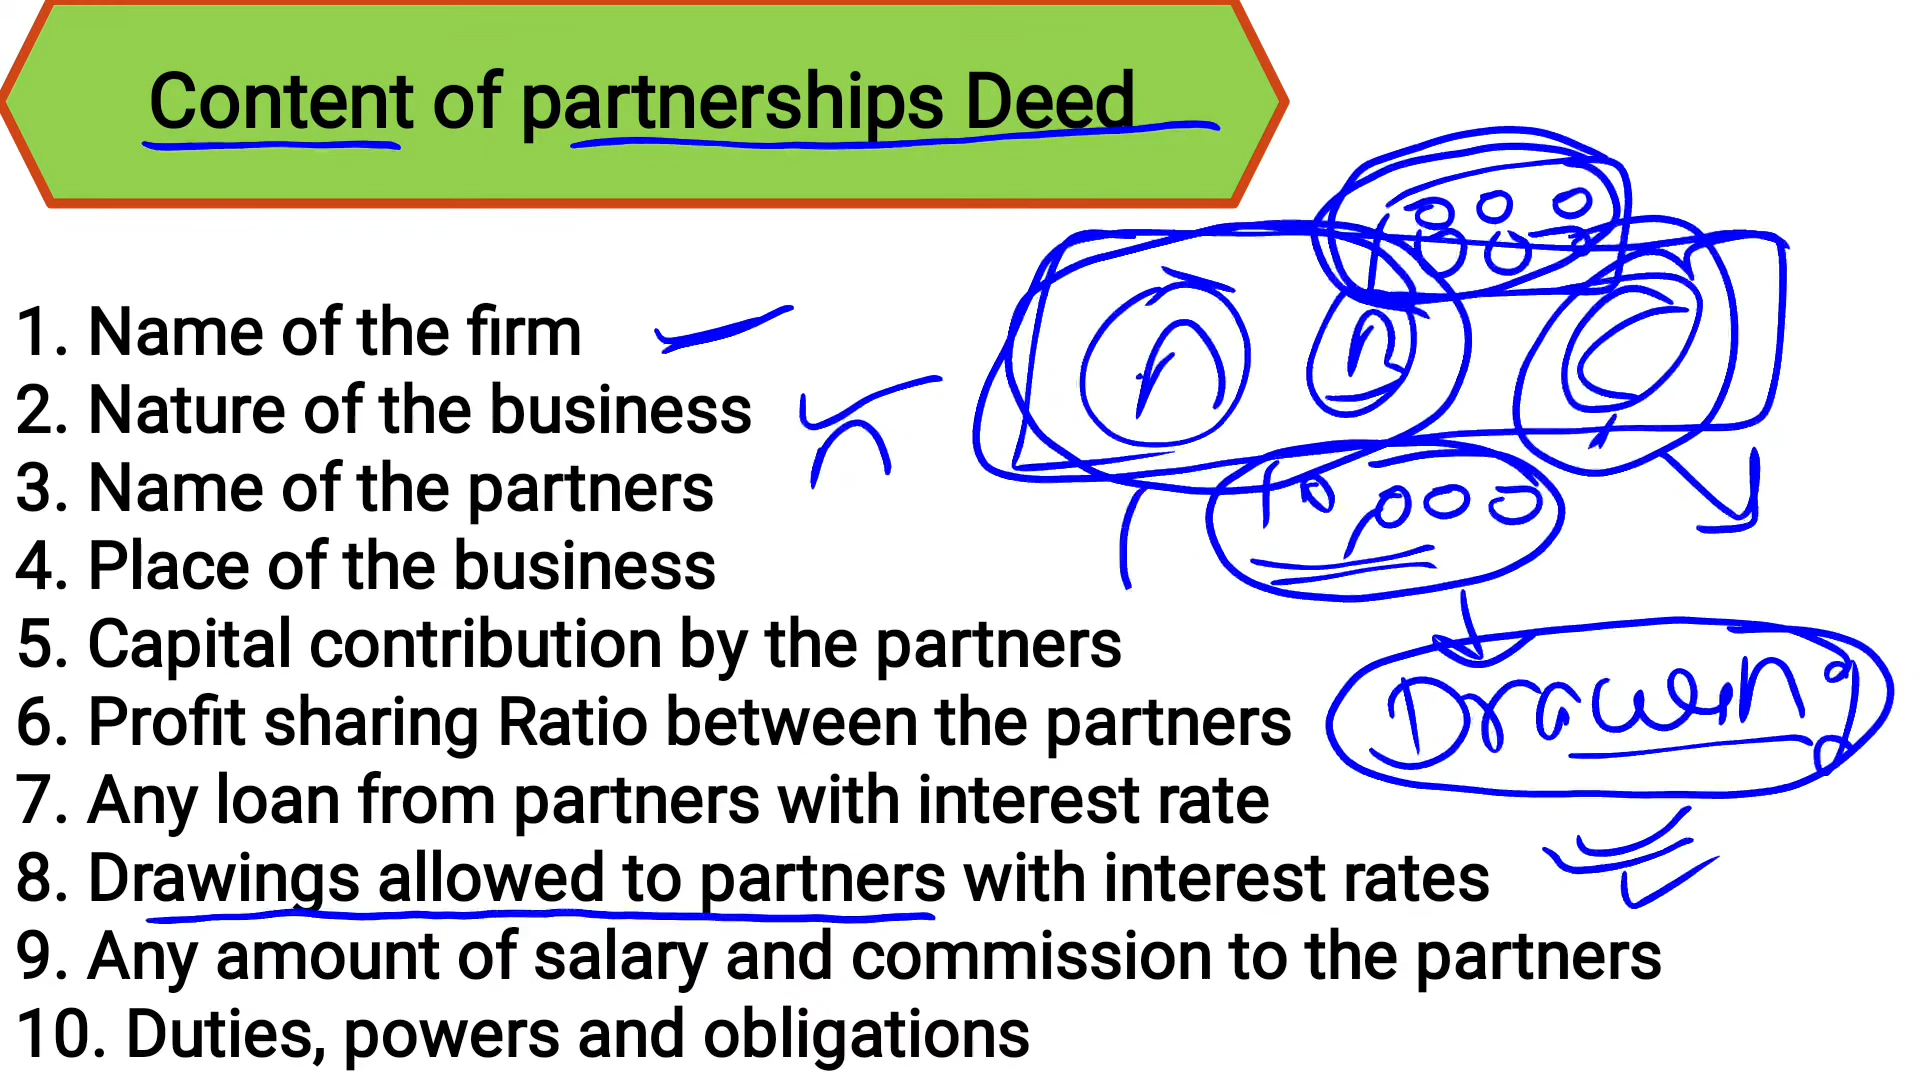 Content of partnerships Deed
1. Name of the firm
2. Nature of the business
3. Name of the partners
10,000
4. Place of the business
5. Capital contribution by the partners
6. Profit sharing Ratio between the partners
Drawing
7. Any loan from partners with interest rate
8. Drawings allowed to partners with interest rates
9. Any amount of salary and commission to the partners
10. Duties, powers and obligations